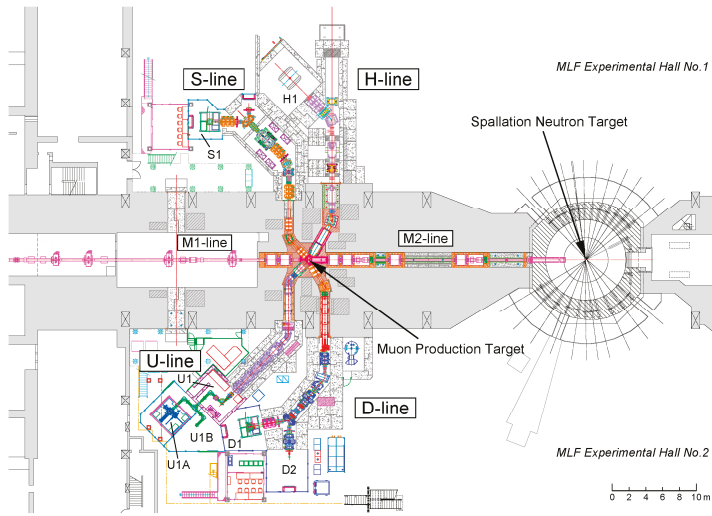 MLF Experimental Hall No.1
S-line
H-line
H1
Spallation Neutron Target
S1
M1-line
M2-line
Muon Production Target
U-line
U1
D-line
U1B
D1
U1A
D2
MLF Experimental Hall No.2
0 2 4 6 8 10 m